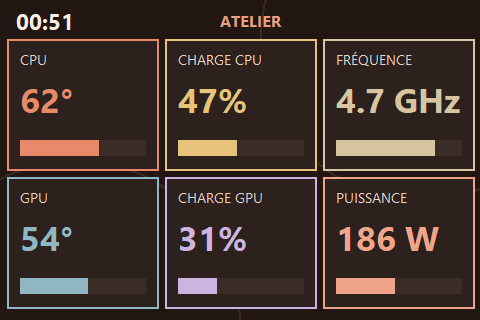 00:51 ATELIER
CPU CHARGE CPU FRÉQUENCE
62° 47% 4.7 GHz
GPU CHARGE GPU PUISSANCE
54° 31% 186 W